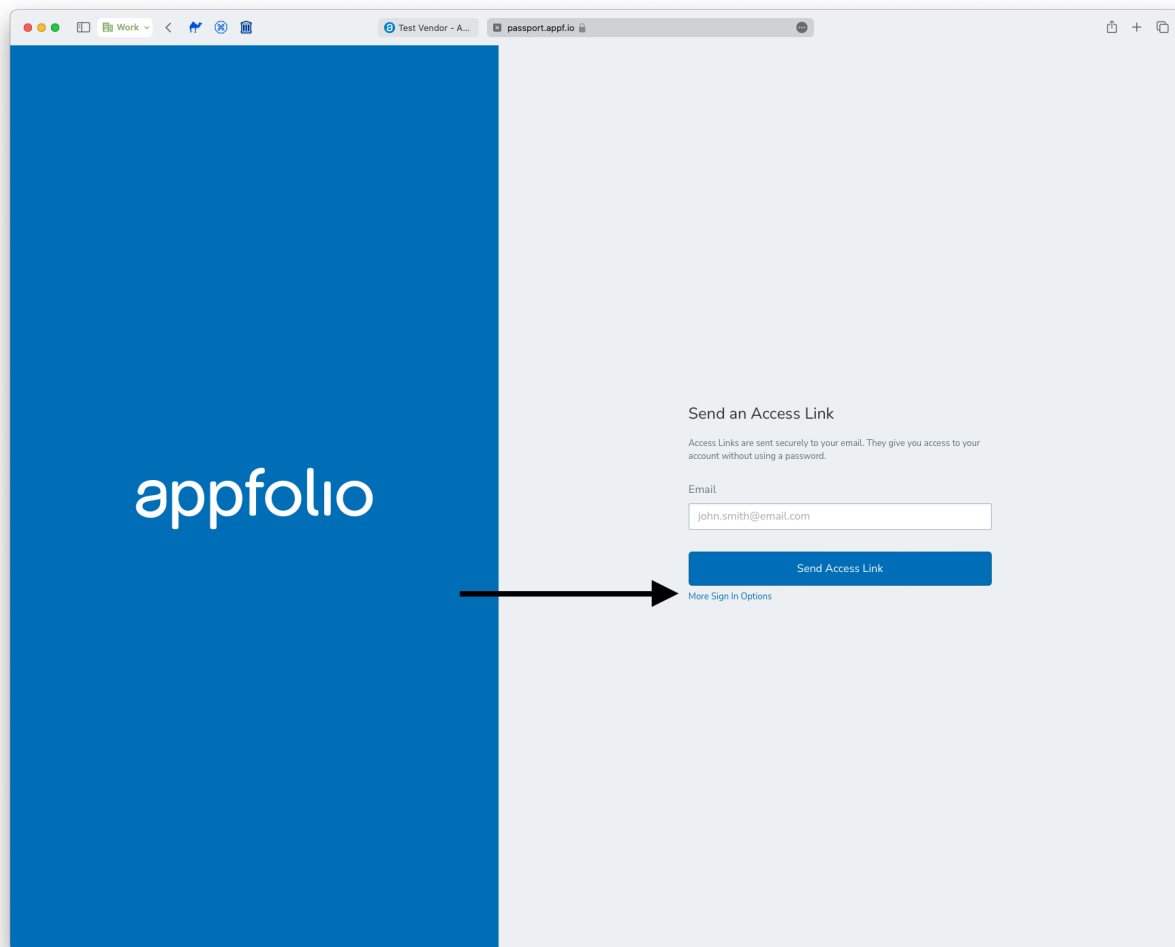 Work
Test Vendor - A...
passport.appf.io
appfolio
Send an Access Link
Access Links are sent securely to your email. They give you access to your
account without using a password.
Email
john.smith@email.com
Send Access Link
More Sign In Options